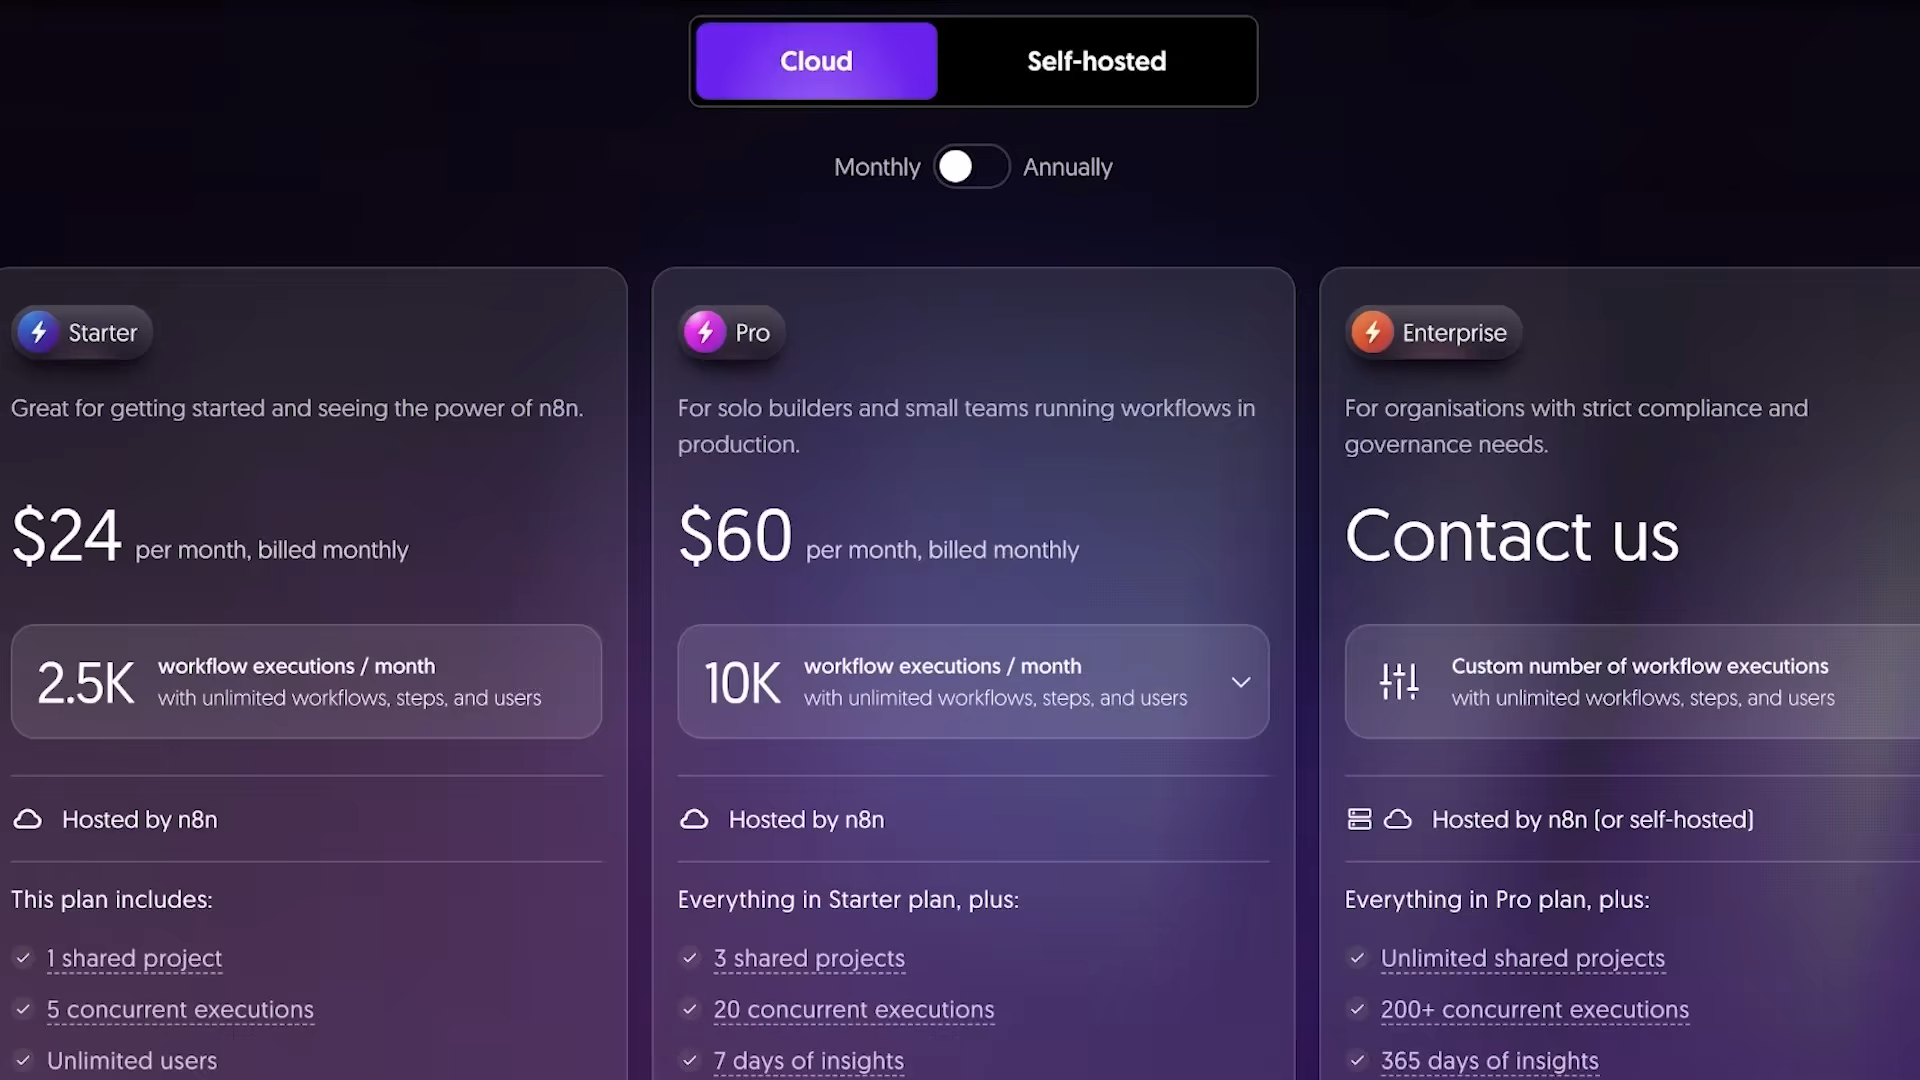 Cloud
Self-hosted
Monthly
Annually
Starter
Great for getting started and seeing the power of n8n.
$24 per month, billed monthly
2.5K
workflow executions / month
with unlimited workflows, steps, and users
Hosted by n8n
This plan includes:
1 shared project
5 concurrent executions
Unlimited users
Pro
For solo builders and small teams running workflows in
production.
$60 per month, billed monthly
10K
workflow executions / month
with unlimited workflows, steps, and users
Hosted by n8n
Everything in Starter plan, plus:
3 shared projects
20 concurrent executions
7 days of insights
Enterprise
For organisations with strict compliance and
governance needs.
Contact us
Custom number of workflow executions
with unlimited workflows, steps, and users
Hosted by n8n (or self-hosted)
Everything in Pro plan, plus:
Unlimited shared projects
200+ concurrent executions
365 days of insights